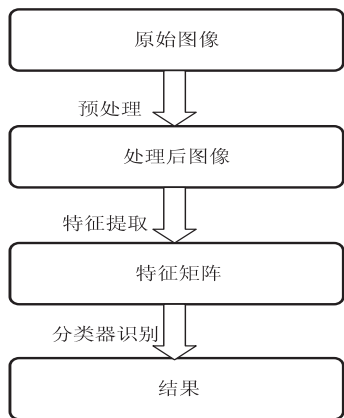 原始图像
预处理
处理后图像
特征提取
特征矩阵
分类器识别
结果